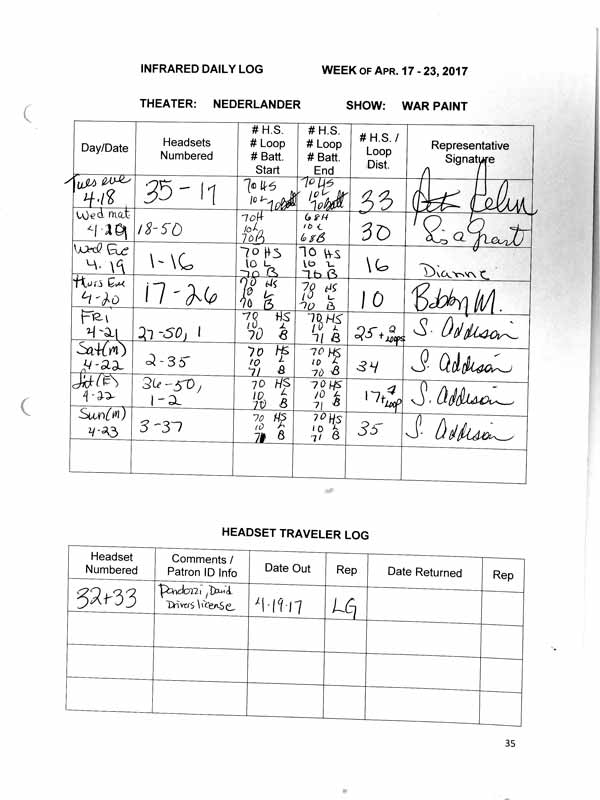 INFRARED DAILY LOG WEEK OF APR. 17 - 23, 2017
THEATER: NEDERLANDER SHOW: WAR PAINT
Day/Date Headsets Numbered # H.S. # Loop # Batt. Start # H.S. # Loop # Batt. End # H.S. / Loop Dist. Representative Signature
Tues eve 4.18 35-17 70 HS 10 L 70 Batt 70 HS 10 L 70 Batt 33
Wed mat 4-19 18-50 70H 10L 70B 68H 10L 68B 30 Lisa Grant
Wed Eve 4.19 1-16 70 HS 10 L 70 B 70 HS 10 L 70 B 16 Dianne
Thurs Eve 4-20 17-26 70 HS 10 L 70 B 70 HS 10 L 70 B 10 Bobby M.
FRI 4-21 27-50, 1 70 HS 10 L 70 B 70 HS 10 L 71 B 25 + 2 Loops S. Addison
Sat(M) 4-22 2-35 70 HS 10 L 71 B 70 HS 10 L 70 B 34 S. Addison
Sat(E) 4-22 36-50, 1-2 70 HS 10 L 70 B 70 HS 10 L 71 B 17 + Loop S. Addison
Sun(M) 4-23 3-37 70 HS 10 L 71 B 70 HS 10 L 71 B 35 S. Addison
HEADSET TRAVELER LOG
Headset Numbered Comments / Patron ID Info Date Out Rep Date Returned Rep
32+33 David Drivers license 4.19.17 LG
35